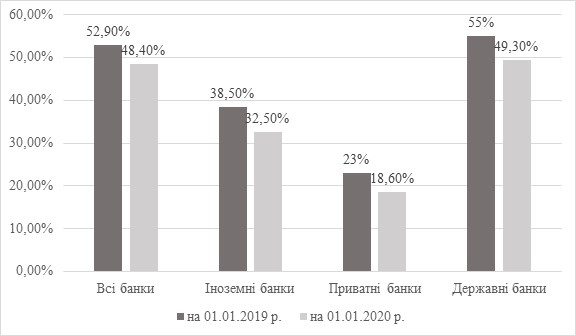 60,00%
50,00%
40,00%
30,00%
20,00%
10,00%
0,00%
52,90%
48,40%
38,50%
32,50%
23%
18,60%
55%
49,30%
Всі банки
Іноземні банки
Приватні банки
Державні банки
на 01.01.2019 р.
на 01.01.2020 р.